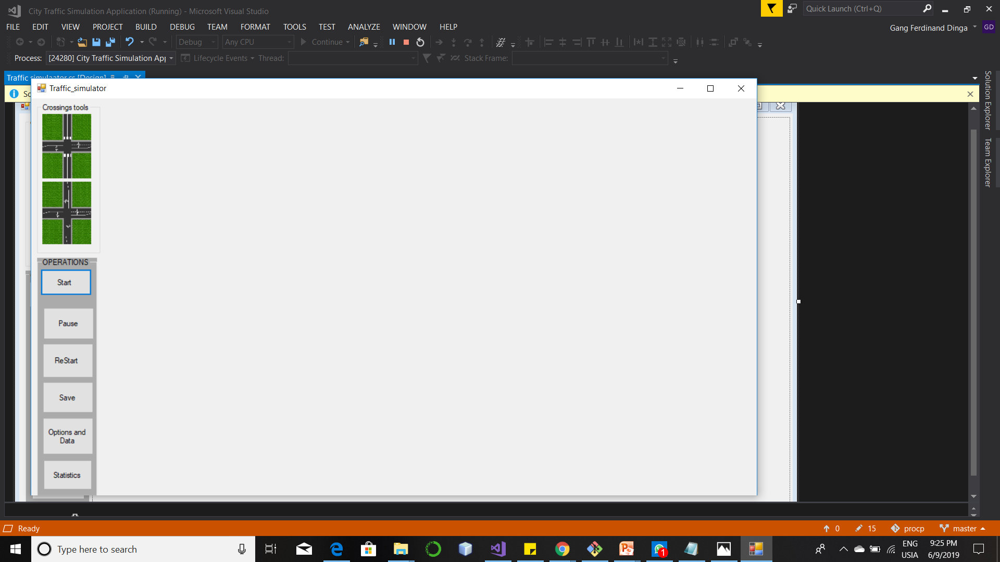 City Traffic Simulation Application (Running) - Microsoft Visual Studio
Quick Launch (Ctrl+Q)
FILE EDIT VIEW PROJECT BUILD DEBUG TEAM FORMAT TOOLS TEST ANALYZE WINDOW HELP
Gang Ferdinand Dinga GD
Debug Any CPU Continue
Process: [24280] City Traffic Simulation App Lifecycle Events Thread: Stack Frame:
Traffic simulaator.cs [Design]
Sc
Traffic_simulator
Solution Explorer
Team Explorer
Crossings tools
OPERATIONS
Start
Pause
ReStart
Save
Options and
Data
Statistics
Ready
0 15 procp master
Type here to search
1
ENG
USIA
9:25 PM
6/9/2019